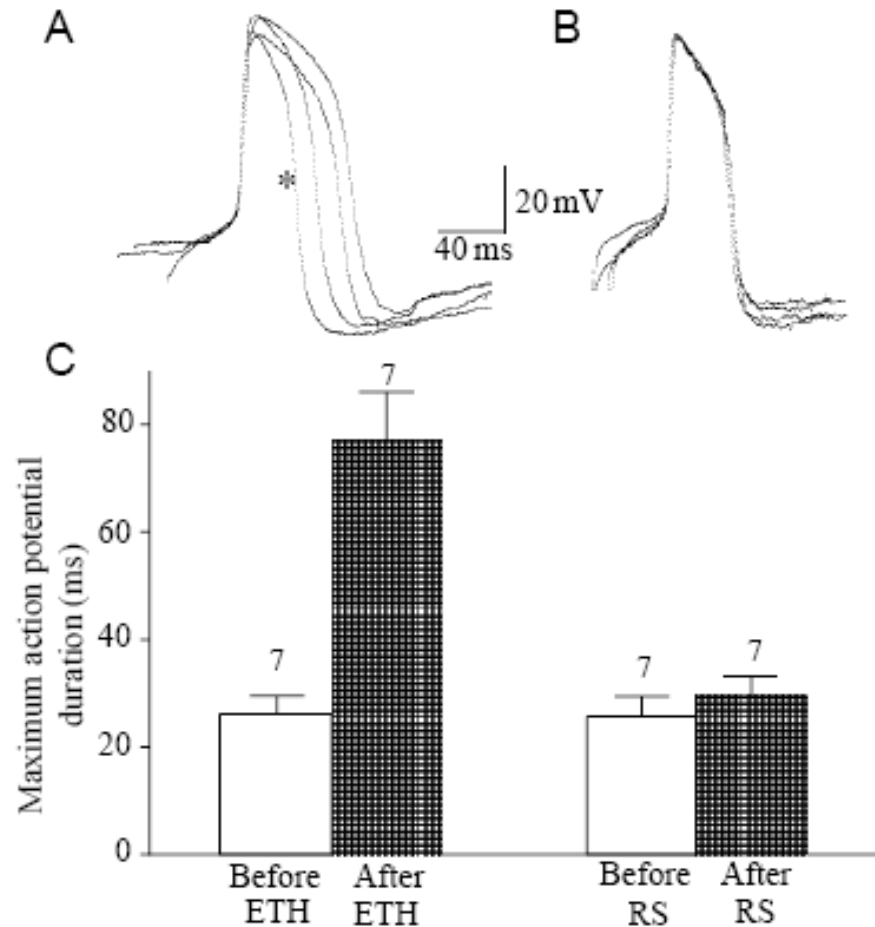 A
B
*
20 mV
40 ms
C
Maximum action potential
duration (ms)
80
60
40
20
0
7
7
7
7
Before
ETH
After
ETH
Before
RS
After
RS